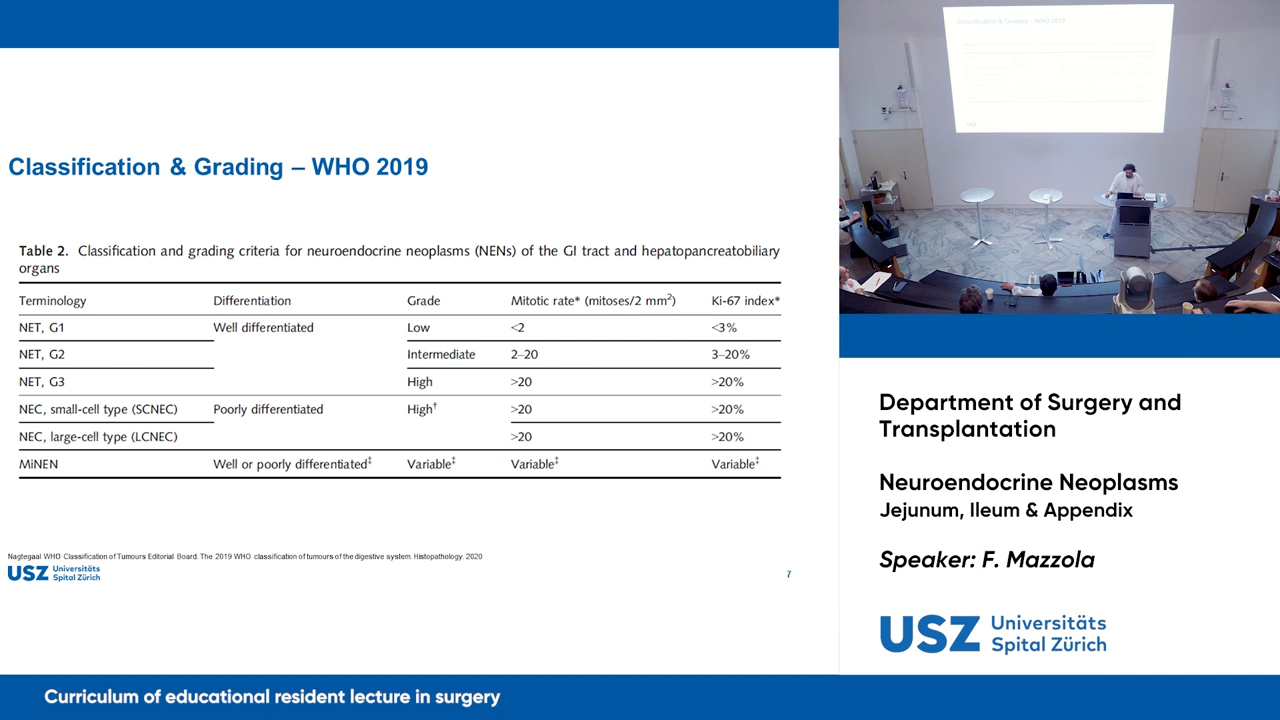 Classification & Grading – WHO 2019
Table 2. Classification and grading criteria for neuroendocrine neoplasms (NENs) of the GI tract and hepatopancreatobiliary
organs
Terminology Differentiation Grade Mitotic rate* (mitoses/2 mm²) Ki-67 index*
NET, G1 Well differentiated Low <2 <3%
NET, G2 Intermediate 2–20 3–20%
NET, G3 High >20 >20%
NEC, small-cell type (SCNEC) Poorly differentiated High† >20 >20%
NEC, large-cell type (LCNEC) >20 >20%
MiNEN Well or poorly differentiated‡ Variable‡ Variable‡ Variable‡
Nagtegaal WHO Classification of Tumours Editorial Board. The 2019 WHO classification of tumours of the digestive system. Histopathology. 2020
USZ Universitäts
Spital Zürich
7
Classification & Grading – WHO 2019
USZ
Department of Surgery and
Transplantation
Neuroendocrine Neoplasms
Jejunum, Ileum & Appendix
Speaker: F. Mazzola
USZ Universitäts
Spital Zürich
Curriculum of educational resident lecture in surgery